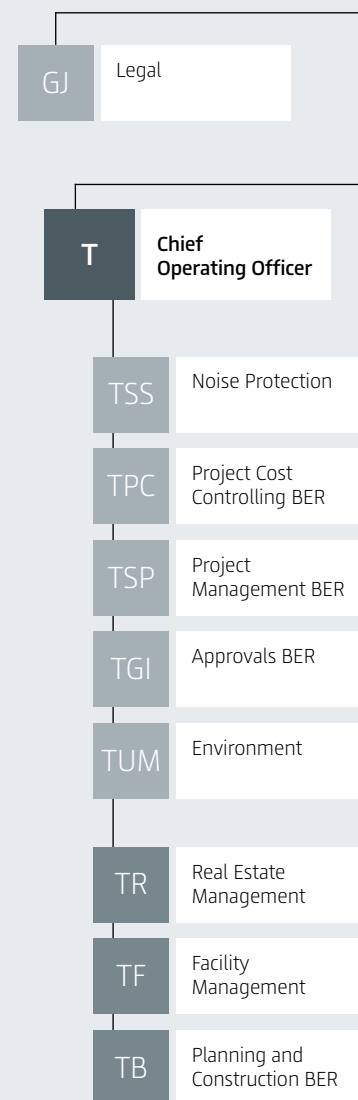 GJ
Legal
T
Chief
Operating Officer
TSS
Noise Protection
TPC
Project Cost
Controlling BER
TSP
Project
Management BER
TGI
Approvals BER
TUM
Environment
TR
Real Estate
Management
TF
Facility
Management
TB
Planning and
Construction BER